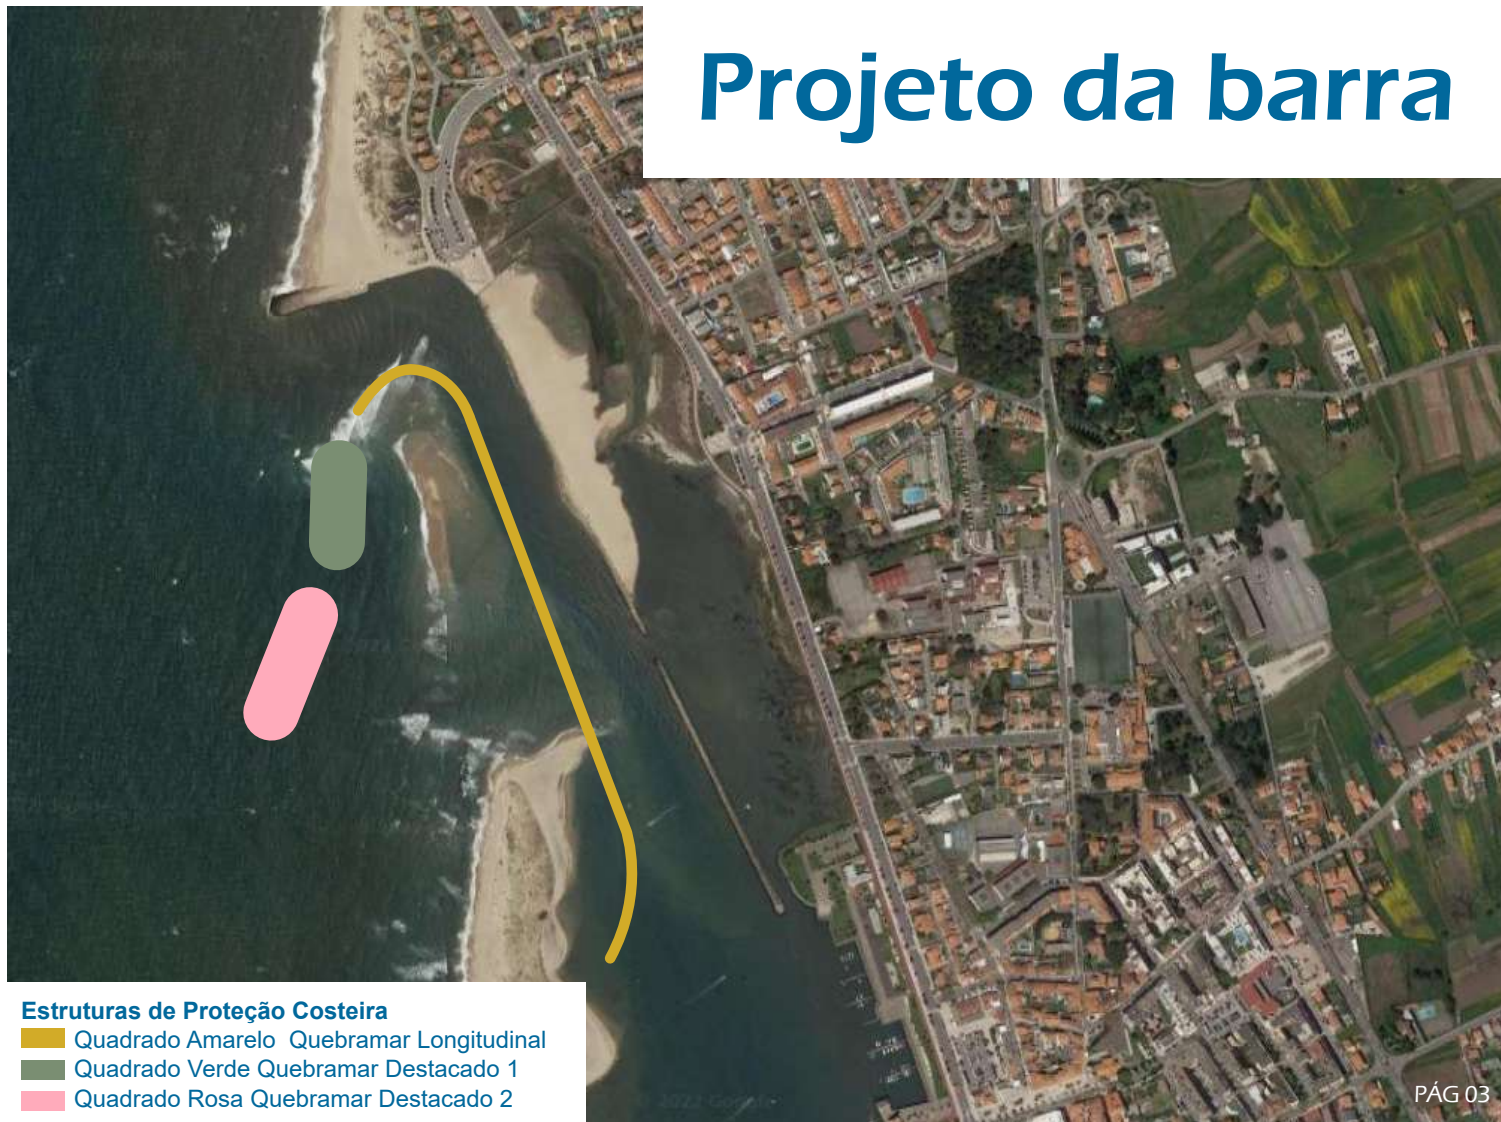 Projeto da barra
Estruturas de Proteção Costeira
Quadrado Amarelo  Quebramar Longitudinal
Quadrado Verde Quebramar Destacado 1
Quadrado Rosa Quebramar Destacado 2
PÁG 03